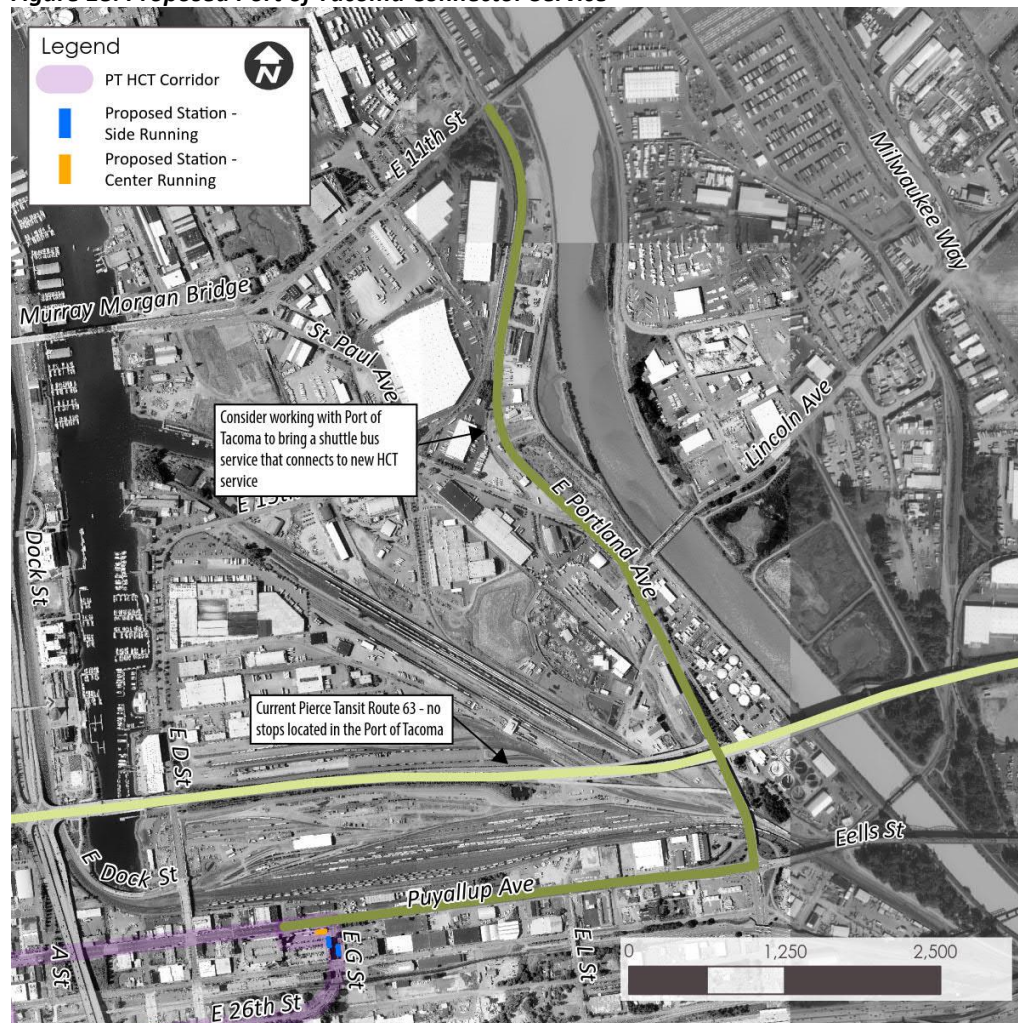 Figure 28: Proposed Port of Tacoma Connector Service
Legend
N
PT HCT Corridor
Proposed Station -
Side Running
Proposed Station -
Center Running
E 11th St
Milwaukee Way
Murray Morgan Bridge
St Paul Ave
Lincoln Ave
Consider working with Port of
Tacoma to bring a shuttle bus
service that connects to new HCT
service
E Portland Ave
Dock St
Current Pierce Tansit Route 63 - no
stops located in the Port of Tacoma
E D St
Eells St
E Dock St
Puyallup Ave
A St
E G St
E L St
E 26th St
0 1,250 2,500